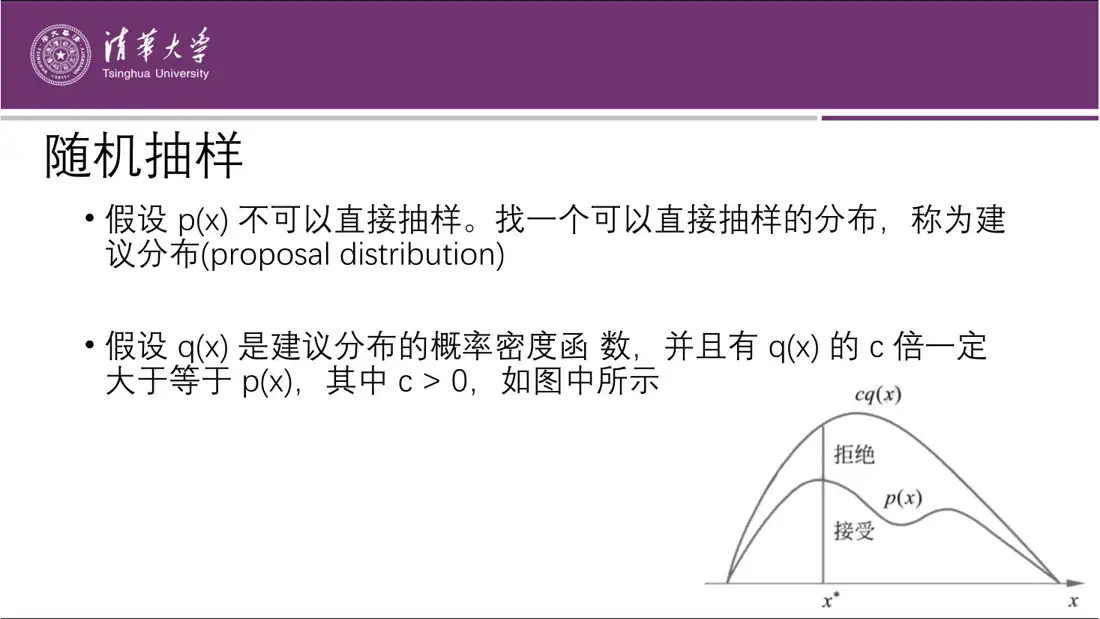 清华大学
Tsinghua University
随机抽样
• 假设 p(x) 不可以直接抽样。找一个可以直接抽样的分布，称为建
议分布(proposal distribution)
• 假设 q(x) 是建议分布的概率密度函 数，并且有 q(x) 的 c 倍一定
大于等于 p(x)，其中 c > 0，如图中所示
cq(x)
拒绝
p(x)
接受
x*
x